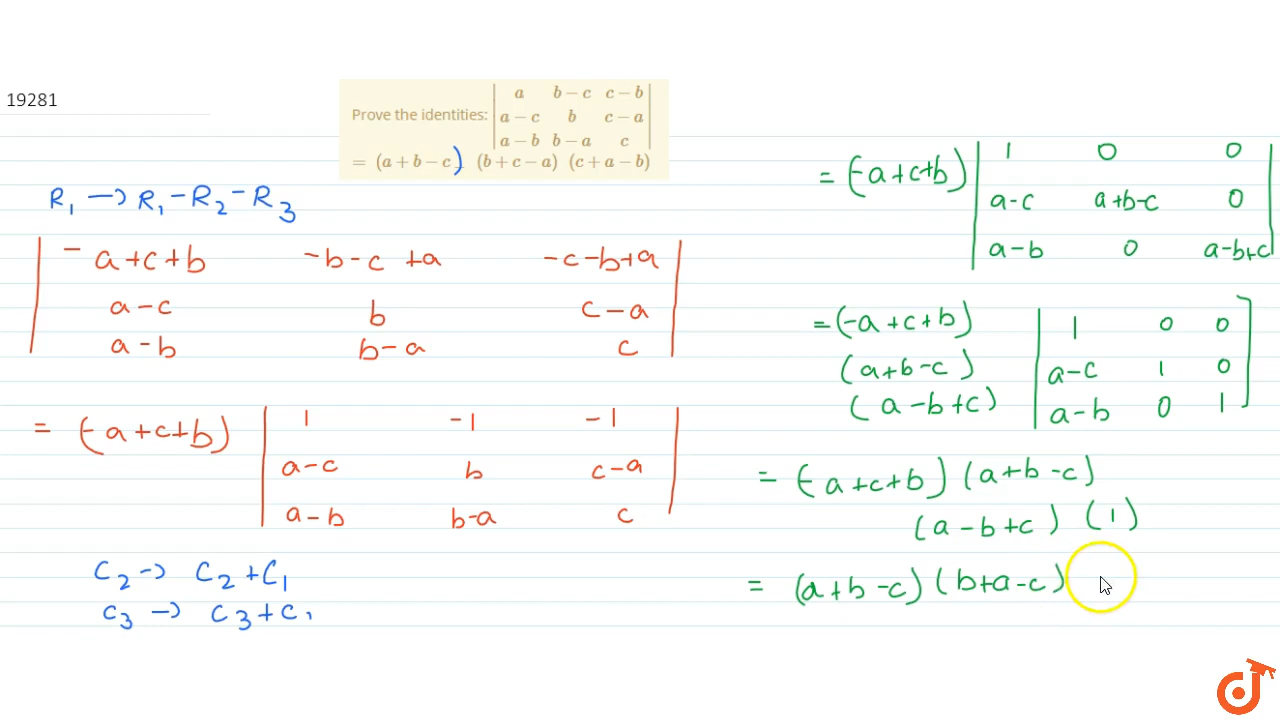 19281
Prove the identities: | a b − c c − b |
| a − c b c − a |
| a − b b − a c |
= (a + b − c) (b + c − a) (c + a − b)
R₁ → R₁ - R₂ - R₃
| - a + c + b - b - c + a - c - b + a |
| a - c b c - a |
| a - b b - a c |
= (- a + c + b) | 1 - 1 - 1 |
| a - c b c - a |
| a - b b - a c |
C₂ → C₂ + C₁
C₃ → C₃ + C₁
= (- a + c + b) | 1 0 0 |
| a - c a + b - c 0 |
| a - b 0 a - b + c |
= (- a + c + b) | 1 0 0 |
(a + b - c) | a - c 1 0 |
(a - b + c) | a - b 0 1 |
= (- a + c + b) (a + b - c)
(a - b + c) (1)
= (a + b - c) (b + a - c)